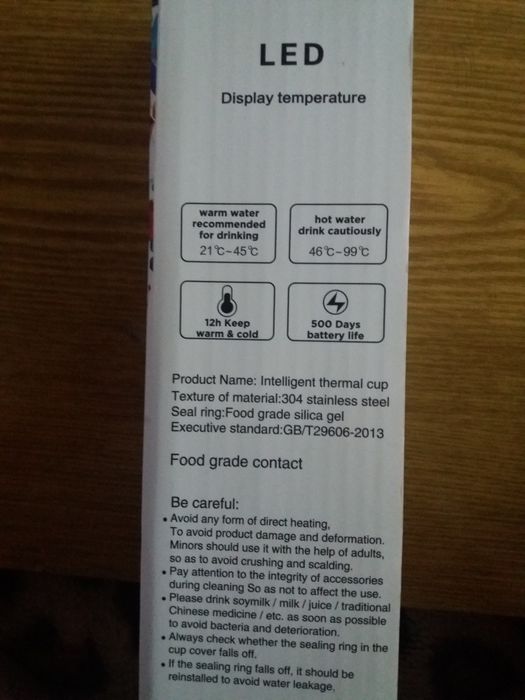 LED
Display temperature
warm water
recommended
for drinking
21℃-45℃
hot water
drink cautiously
46℃-99℃
12h Keep
warm & cold
500 Days
battery life
Product Name: Intelligent thermal cup
Texture of material:304 stainless steel
Seal ring:Food grade silica gel
Executive standard:GB/T29606-2013
Food grade contact
Be careful:
• Avoid any form of direct heating,
To avoid product damage and deformation.
Minors should use it with the help of adults,
so as to avoid crushing and scalding.
• Pay attention to the integrity of accessories
during cleaning So as not to affect the use.
• Please drink soymilk / milk / juice / traditional
Chinese medicine / etc. as soon as possible
to avoid bacteria and deterioration.
• Always check whether the sealing ring in the
cup cover falls off.
• If the sealing ring falls off, it should be
reinstalled to avoid water leakage,